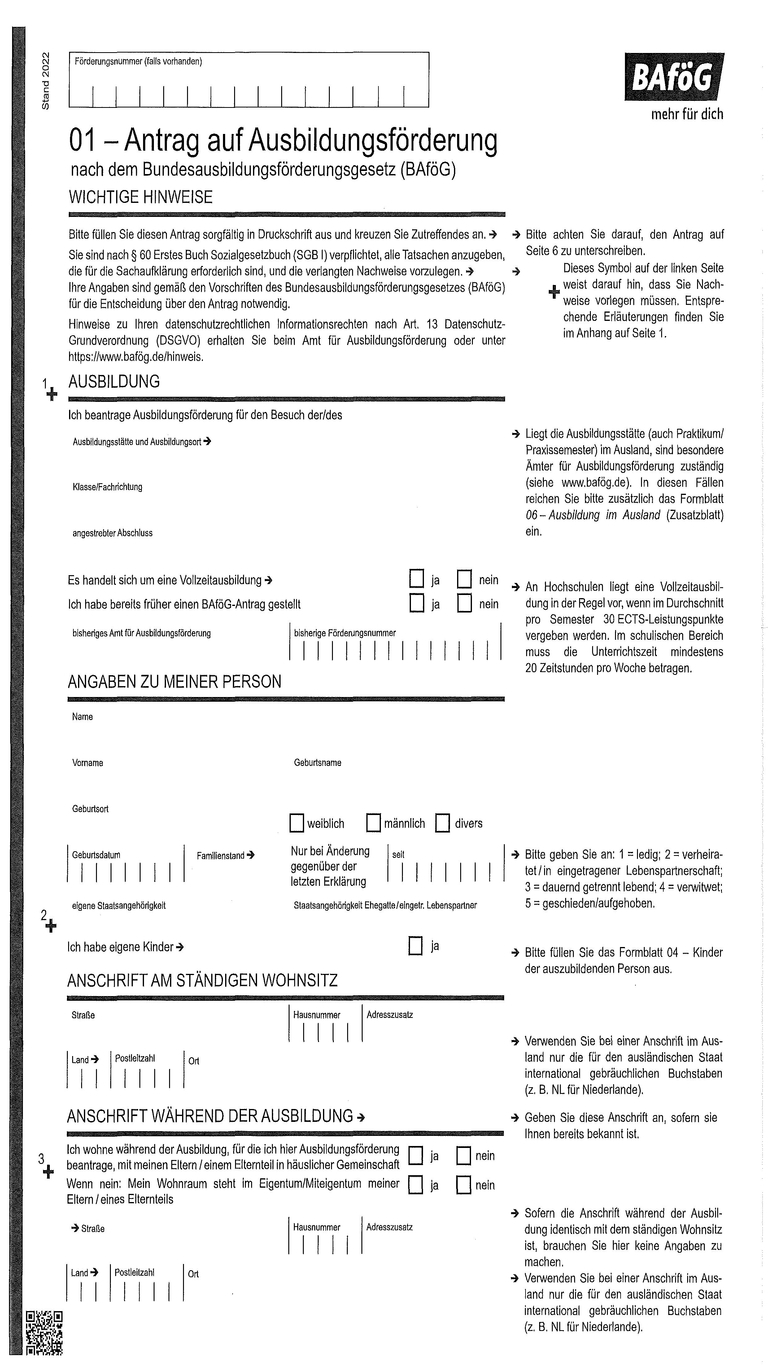 Stand 2022
Förderungsnummer (falls vorhanden)
BAföG
mehr für dich
01 – Antrag auf Ausbildungsförderung
nach dem Bundesausbildungsförderungsgesetz (BAföG)
WICHTIGE HINWEISE
Bitte füllen Sie diesen Antrag sorgfältig in Druckschrift aus und kreuzen Sie Zutreffendes an. →
Sie sind nach § 60 Erstes Buch Sozialgesetzbuch (SGB I) verpflichtet, alle Tatsachen anzugeben,
die für die Sachaufklärung erforderlich sind, und die verlangten Nachweise vorzulegen. →
Ihre Angaben sind gemäß den Vorschriften des Bundesausbildungsförderungsgesetzes (BAföG)
für die Entscheidung über den Antrag notwendig.
Hinweise zu Ihren datenschutzrechtlichen Informationsrechten nach Art. 13 Datenschutz-
Grundverordnung (DSGVO) erhalten Sie beim Amt für Ausbildungsförderung oder unter
https://www.bafög.de/hinweis.
→ Bitte achten Sie darauf, den Antrag auf
Seite 6 zu unterschreiben.
→ + Dieses Symbol auf der linken Seite
weist darauf hin, dass Sie Nach-
weise vorlegen müssen. Entspre-
chende Erläuterungen finden Sie
im Anhang auf Seite 1.
1 + AUSBILDUNG
Ich beantrage Ausbildungsförderung für den Besuch der/des
Ausbildungsstätte und Ausbildungsort →
Klasse/Fachrichtung
angestrebter Abschluss
→ Liegt die Ausbildungsstätte (auch Praktikum/
Praxissemester) im Ausland, sind besondere
Ämter für Ausbildungsförderung zuständig
(siehe www.bafög.de). In diesen Fällen
reichen Sie bitte zusätzlich das Formblatt
06 – Ausbildung im Ausland (Zusatzblatt)
ein.
Es handelt sich um eine Vollzeitausbildung → ja nein
Ich habe bereits früher einen BAföG-Antrag gestellt ja nein
bisheriges Amt für Ausbildungsförderung bisherige Förderungsnummer
→ An Hochschulen liegt eine Vollzeitausbil-
dung in der Regel vor, wenn im Durchschnitt
pro Semester 30 ECTS-Leistungspunkte
vergeben werden. Im schulischen Bereich
muss die Unterrichtszeit mindestens
20 Zeitstunden pro Woche betragen.
ANGABEN ZU MEINER PERSON
Name
Vorname Geburtsname
Geburtsort
weiblich männlich divers
Geburtsdatum Familienstand → Nur bei Änderung
gegenüber der
letzten Erklärung seit
→ Bitte geben Sie an: 1 = ledig; 2 = verheira-
tet / in eingetragener Lebenspartnerschaft;
3 = dauernd getrennt lebend; 4 = verwitwet;
5 = geschieden/aufgehoben.
eigene Staatsangehörigkeit Staatsangehörigkeit Ehegatte/eingetr. Lebenspartner
2 +
Ich habe eigene Kinder → ja
→ Bitte füllen Sie das Formblatt 04 – Kinder
der auszubildenden Person aus.
ANSCHRIFT AM STÄNDIGEN WOHNSITZ
Straße Hausnummer Adresszusatz
Land → Postleitzahl Ort
→ Verwenden Sie bei einer Anschrift im Aus-
land nur die für den ausländischen Staat
international gebräuchlichen Buchstaben
(z. B. NL für Niederlande).
ANSCHRIFT WÄHREND DER AUSBILDUNG →
→ Geben Sie diese Anschrift an, sofern sie
Ihnen bereits bekannt ist.
3 +
Ich wohne während der Ausbildung, für die ich hier Ausbildungsförderung
beantrage, mit meinen Eltern / einem Elternteil in häuslicher Gemeinschaft ja nein
Wenn nein: Mein Wohnraum steht im Eigentum/Miteigentum meiner
Eltern / eines Elternteils ja nein
→ Straße Hausnummer Adresszusatz
Land → Postleitzahl Ort
→ Sofern die Anschrift während der Ausbil-
dung identisch mit dem ständigen Wohnsitz
ist, brauchen Sie hier keine Angaben zu
machen.
→ Verwenden Sie bei einer Anschrift im Aus-
land nur die für den ausländischen Staat
international gebräuchlichen Buchstaben
(z. B. NL für Niederlande).